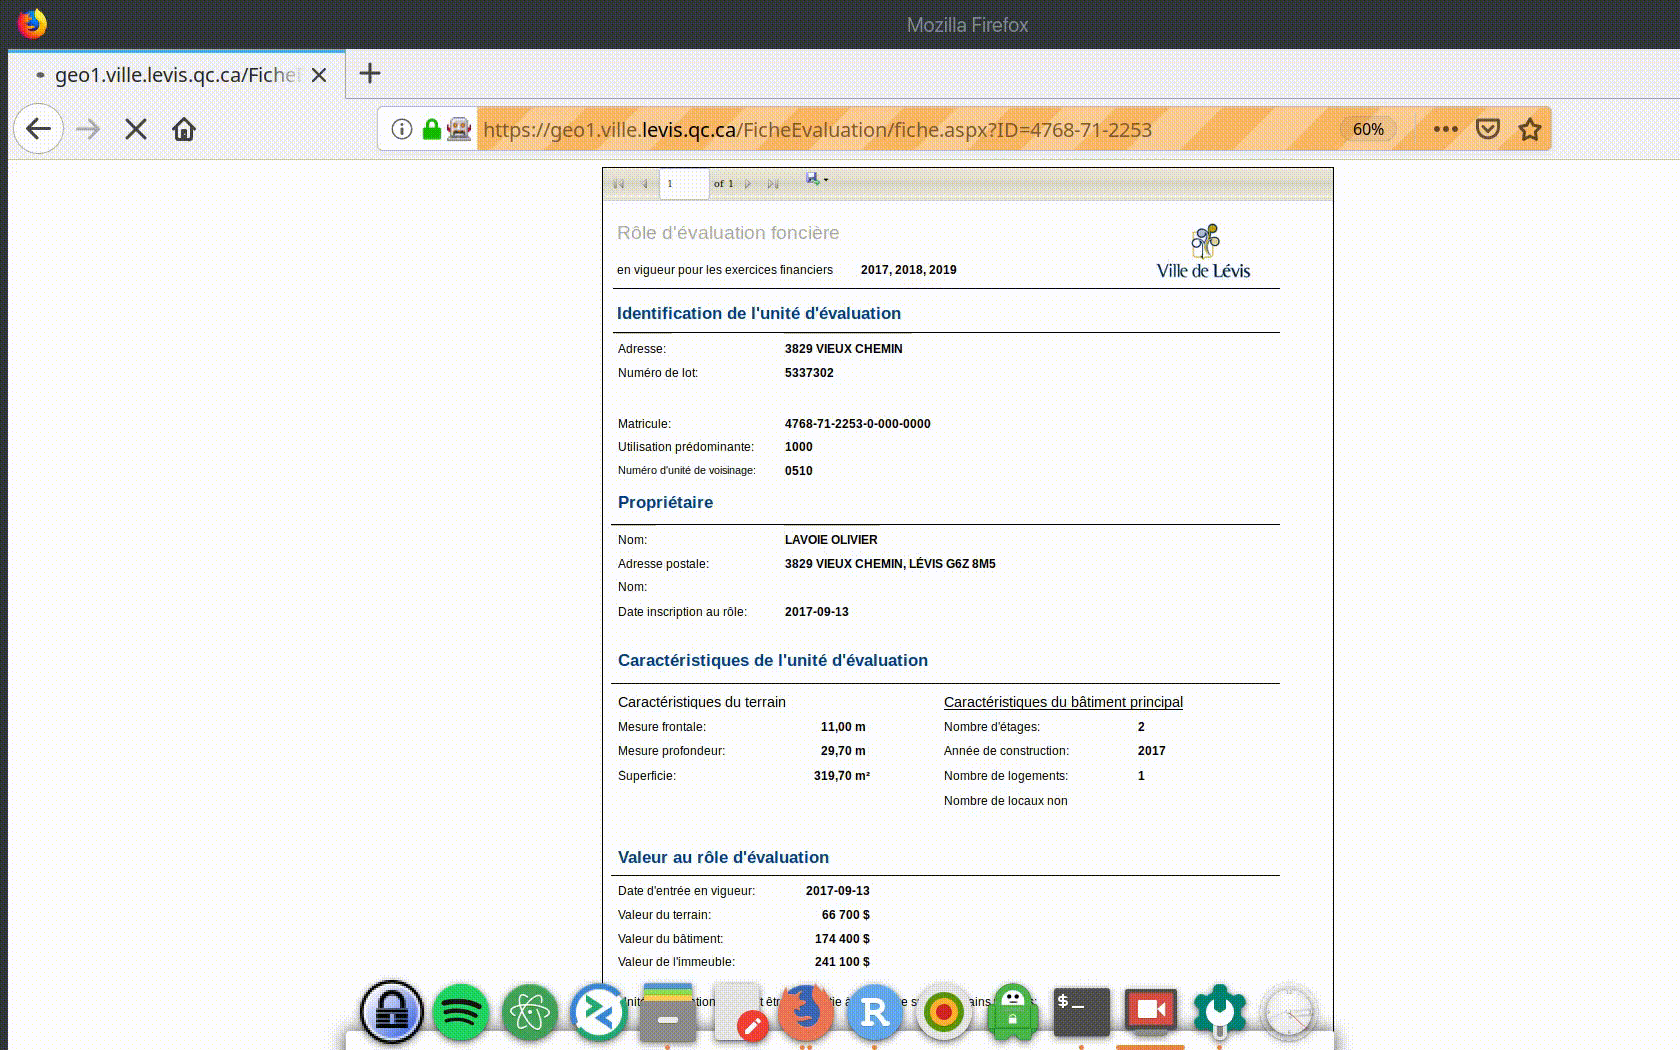 Mozilla Firefox
geo1.ville.levis.qc.ca/Fiche
https://geo1.ville.levis.qc.ca/FicheEvaluation/fiche.aspx?ID=4768-71-2253 60%
1 of 1
Rôle d'évaluation foncière
en vigueur pour les exercices financiers 2017, 2018, 2019
Ville de Lévis
Identification de l'unité d'évaluation
Adresse: 3829 VIEUX CHEMIN
Numéro de lot: 5337302
Matricule: 4768-71-2253-0-000-0000
Utilisation prédominante: 1000
Numéro d'unité de voisinage: 0510
Propriétaire
Nom: LAVOIE OLIVIER
Adresse postale: 3829 VIEUX CHEMIN, LÉVIS G6Z 8M5
Nom:
Date inscription au rôle: 2017-09-13
Caractéristiques de l'unité d'évaluation
Caractéristiques du terrain Caractéristiques du bâtiment principal
Mesure frontale: 11,00 m Nombre d'étages: 2
Mesure profondeur: 29,70 m Année de construction: 2017
Superficie: 319,70 m² Nombre de logements: 1
Nombre de locaux non
Valeur au rôle d'évaluation
Date d'entrée en vigueur: 2017-09-13
Valeur du terrain: 66 700 $
Valeur du bâtiment: 174 400 $
Valeur de l'immeuble: 241 100 $
R $_